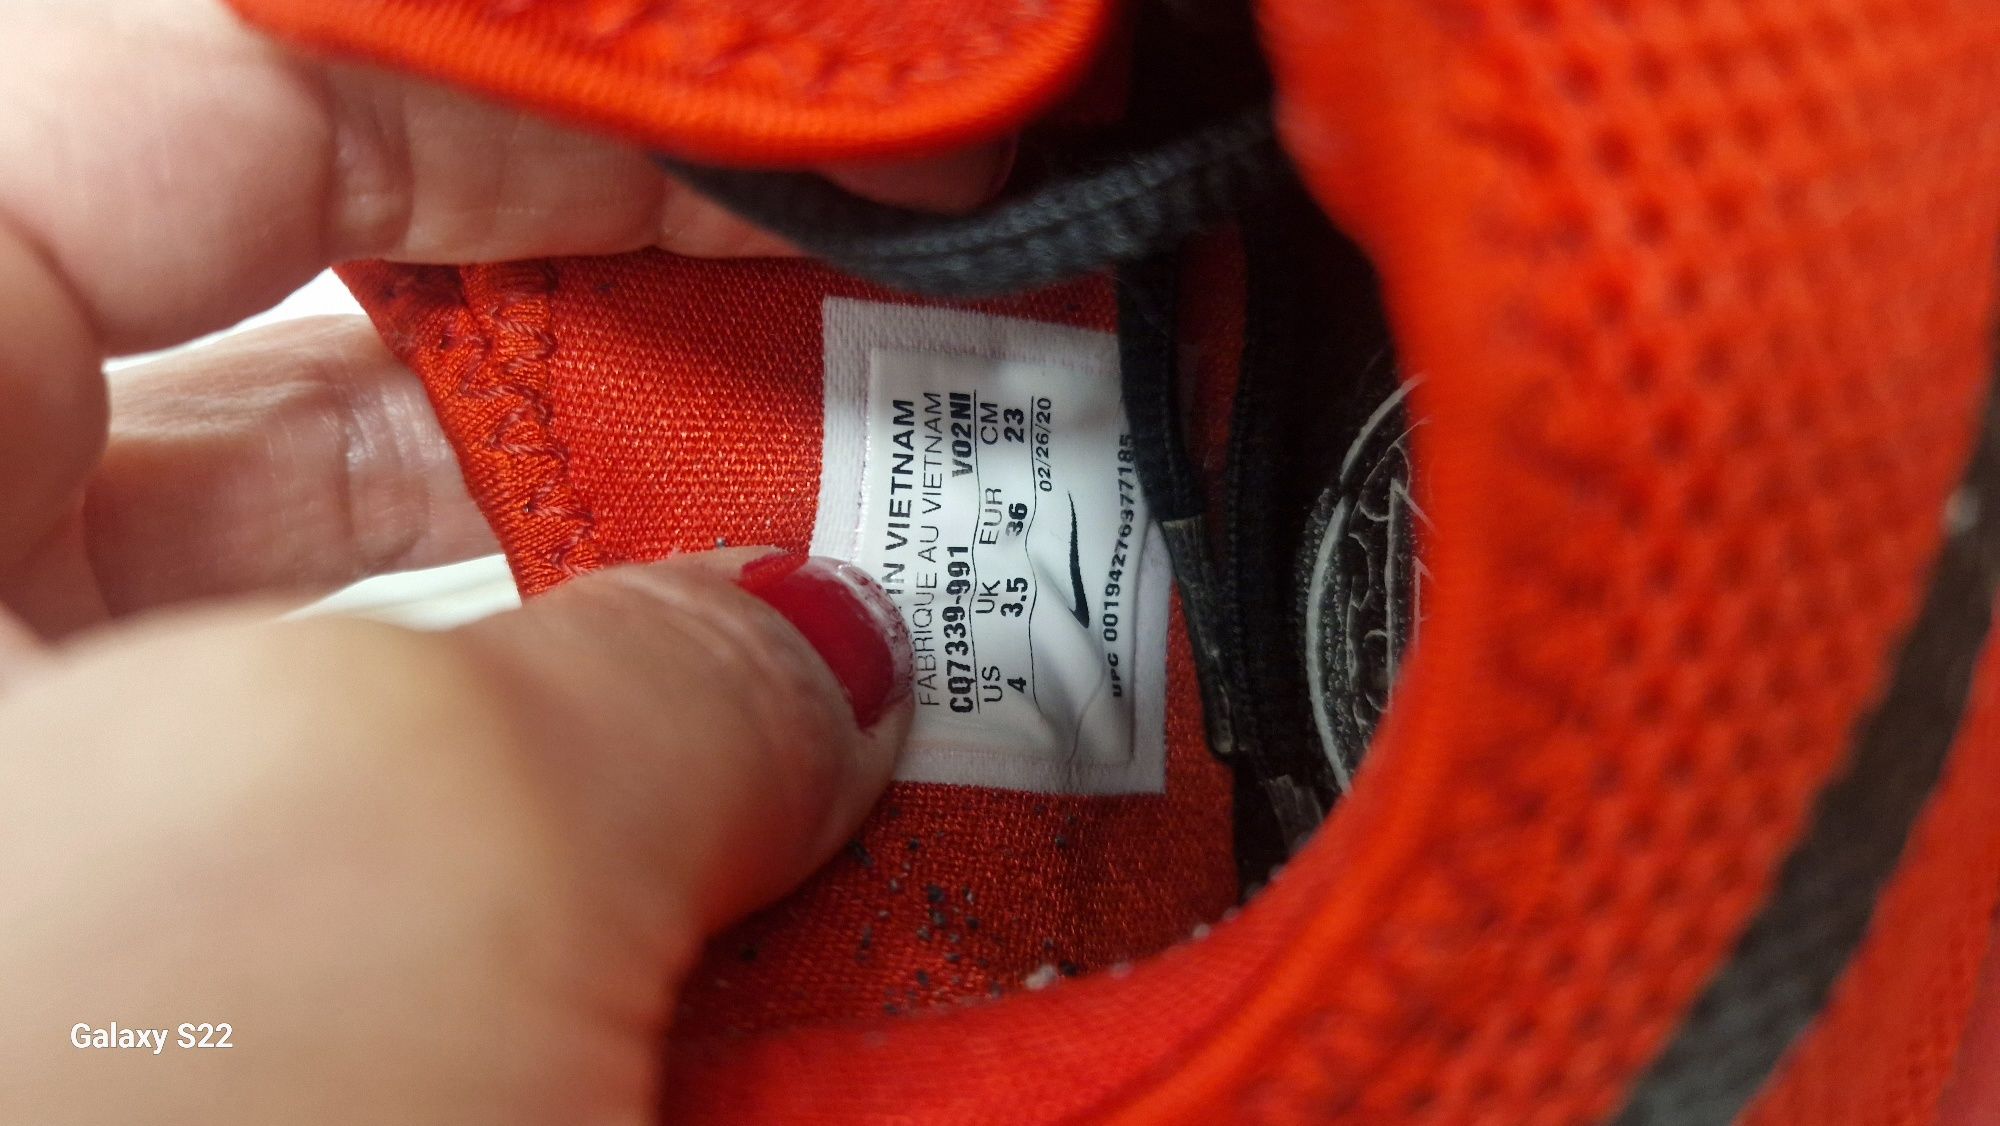 IN VIETNAM
FABRIQUE AU VIETNAM
CQ7339-991 V02NI
US UK EUR CM
4 3.5 36 23
02/26/20
UPC 00194276377185
Galaxy S22